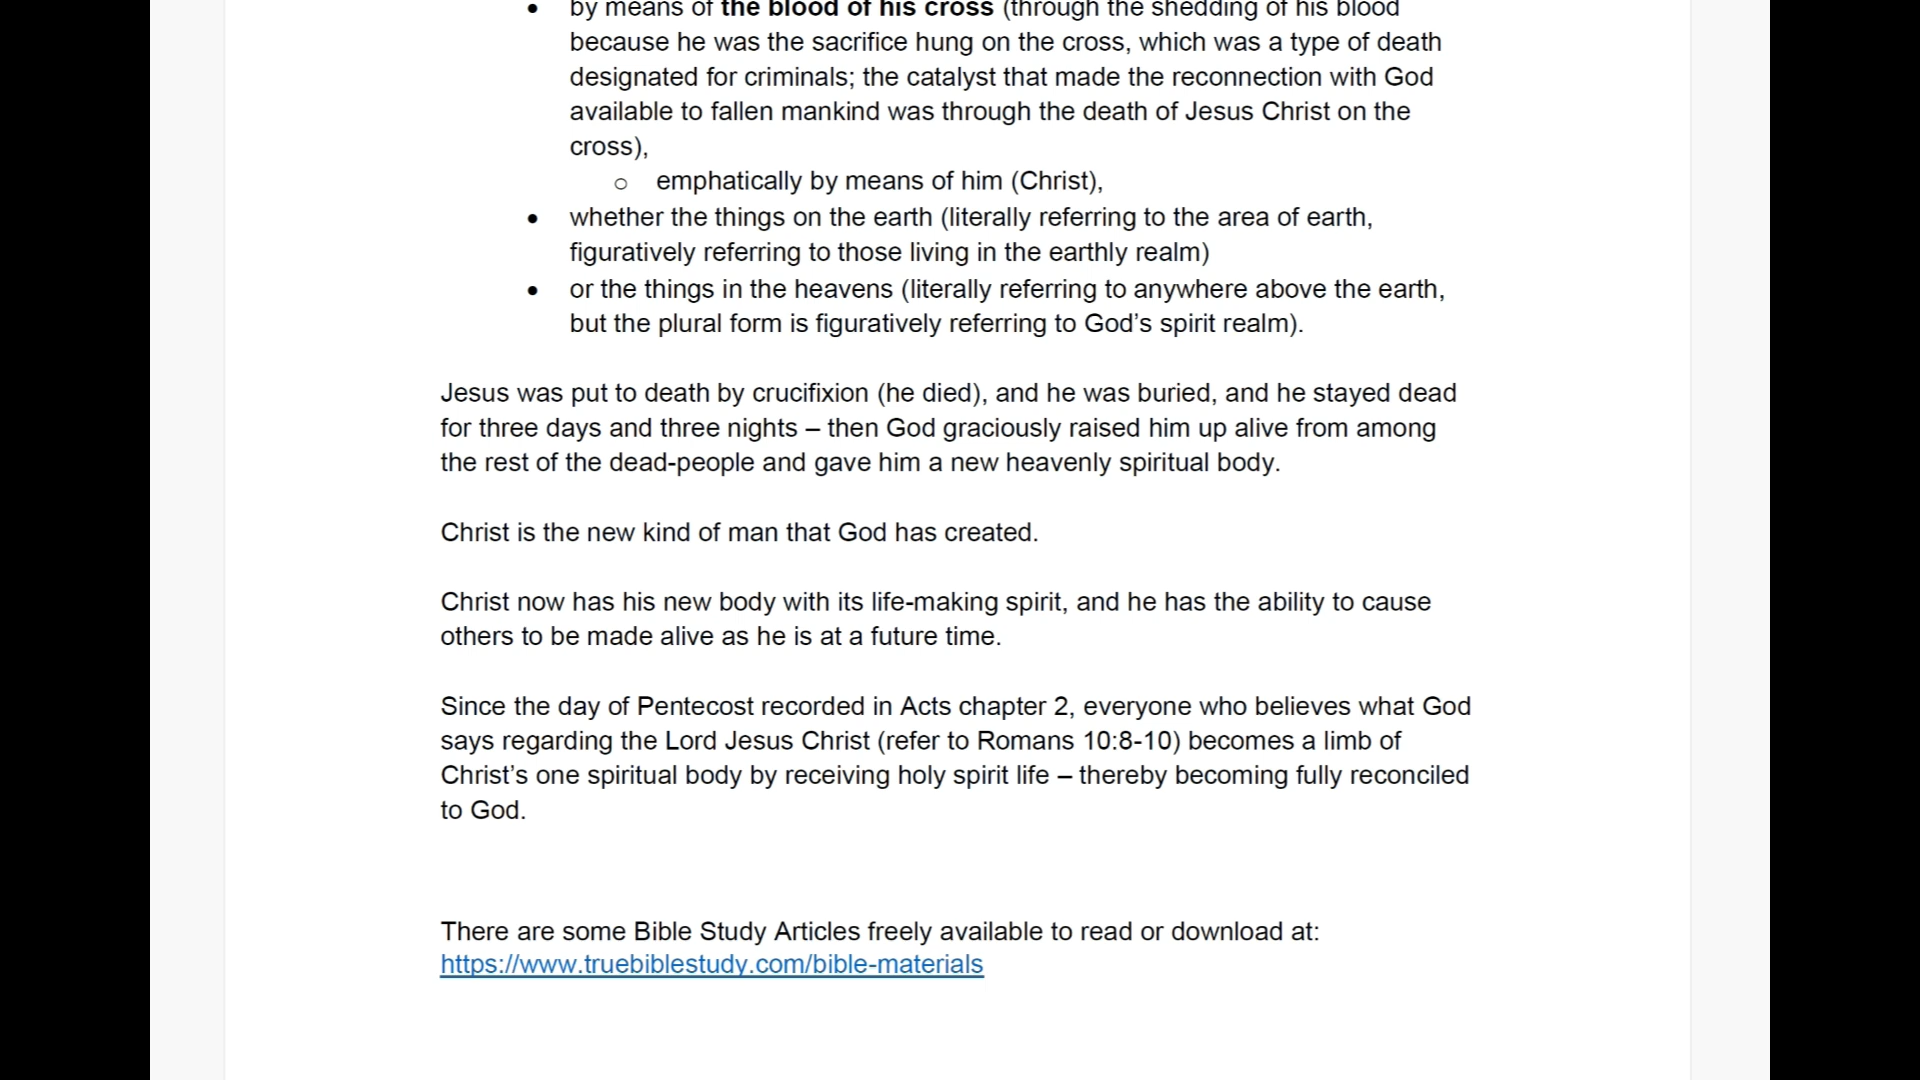 • by means of the blood of his cross (through the shedding of his blood
because he was the sacrifice hung on the cross, which was a type of death
designated for criminals; the catalyst that made the reconnection with God
available to fallen mankind was through the death of Jesus Christ on the
cross),
○ emphatically by means of him (Christ),
• whether the things on the earth (literally referring to the area of earth,
figuratively referring to those living in the earthly realm)
• or the things in the heavens (literally referring to anywhere above the earth,
but the plural form is figuratively referring to God’s spirit realm).
Jesus was put to death by crucifixion (he died), and he was buried, and he stayed dead
for three days and three nights – then God graciously raised him up alive from among
the rest of the dead-people and gave him a new heavenly spiritual body.
Christ is the new kind of man that God has created.
Christ now has his new body with its life-making spirit, and he has the ability to cause
others to be made alive as he is at a future time.
Since the day of Pentecost recorded in Acts chapter 2, everyone who believes what God
says regarding the Lord Jesus Christ (refer to Romans 10:8-10) becomes a limb of
Christ’s one spiritual body by receiving holy spirit life – thereby becoming fully reconciled
to God.
There are some Bible Study Articles freely available to read or download at:
https://www.truebiblestudy.com/bible-materials